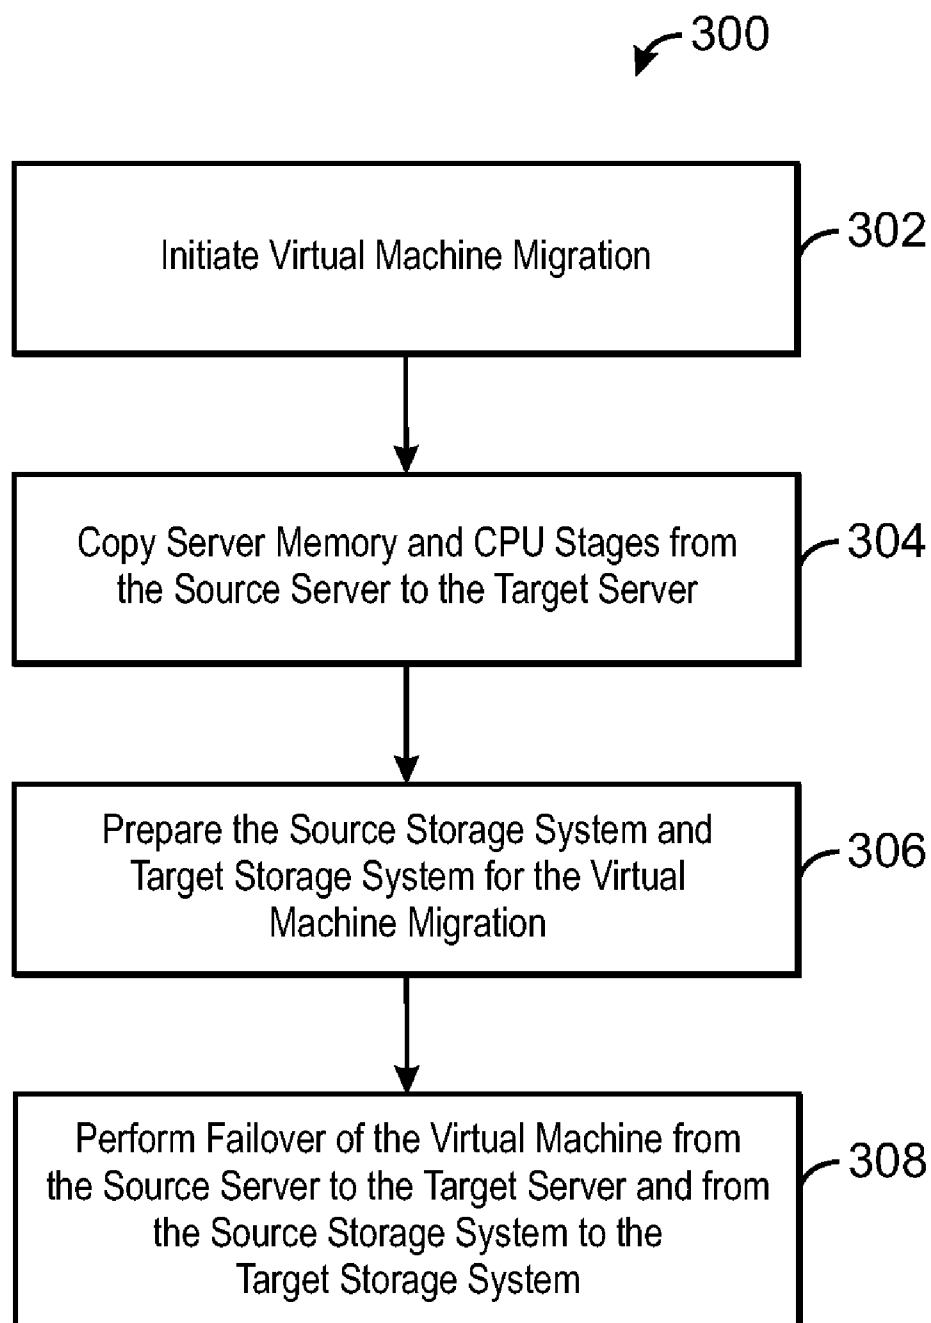 300
Initiate Virtual Machine Migration
302
Copy Server Memory and CPU Stages from
the Source Server to the Target Server
304
Prepare the Source Storage System and
Target Storage System for the Virtual
Machine Migration
306
Perform Failover of the Virtual Machine from
the Source Server to the Target Server and from
the Source Storage System to the
Target Storage System
308